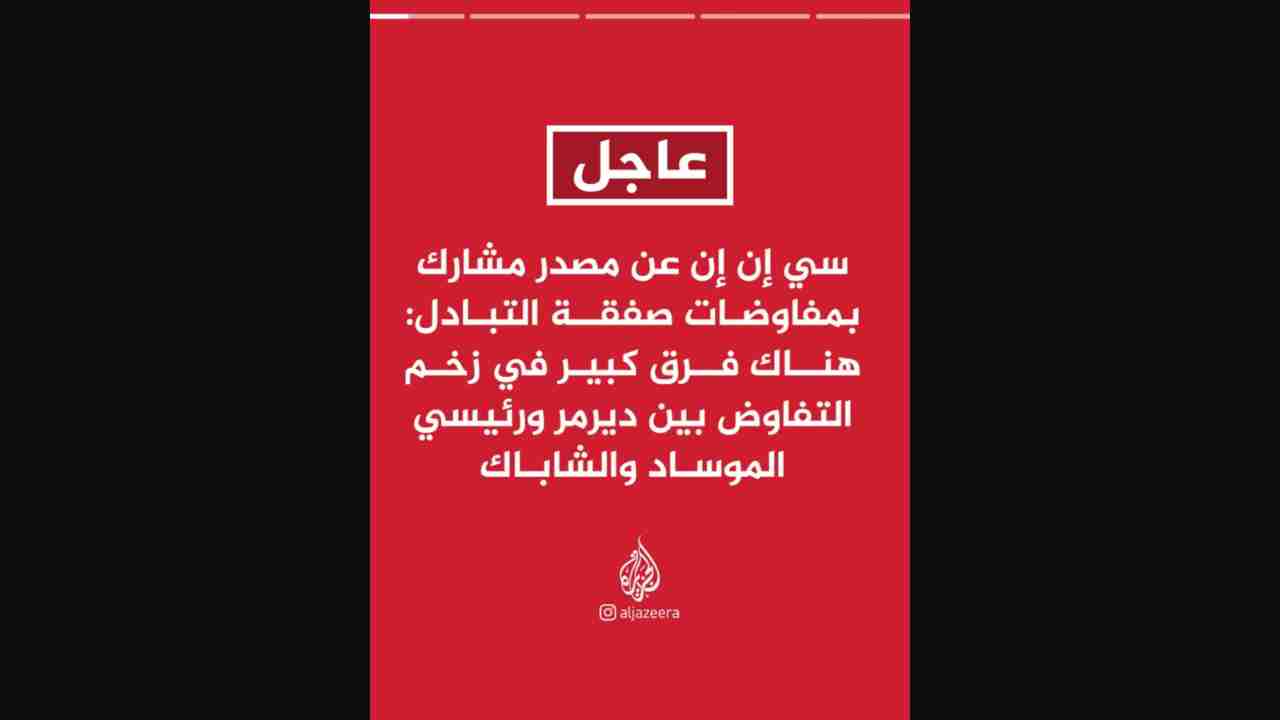 عاجل
سي إن إن عن مصدر مشارك
بمفاوضات صفقة التبادل:
هناك فرق كبير في زخم
التفاوض بين ديرمر ورئيسي
الموساد والشاباك
الجزيرة
aljazeera